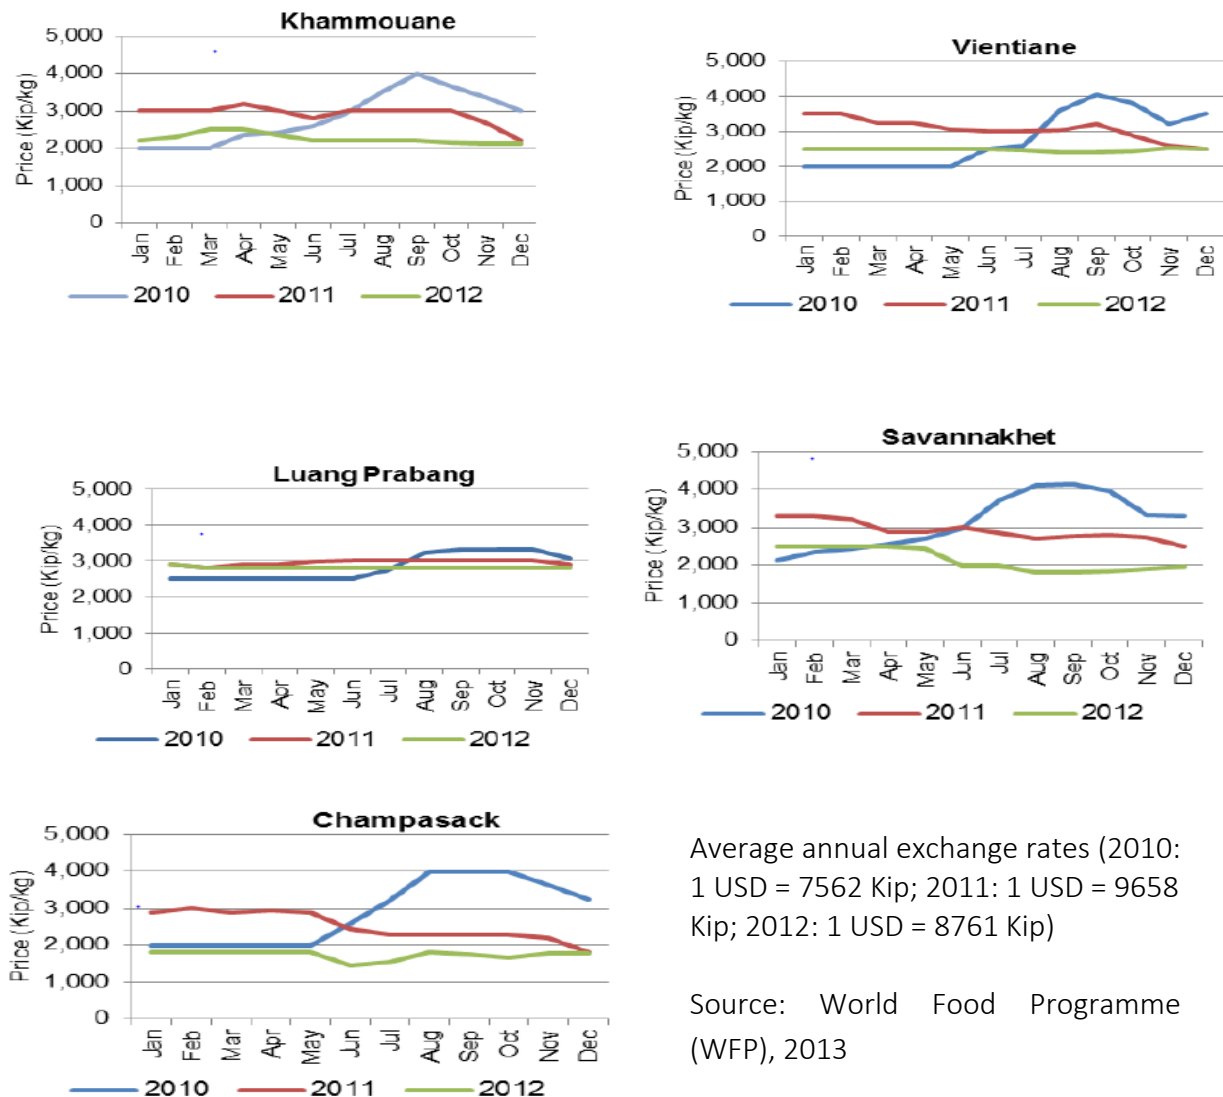 Khammouane
5,000
4,000
3,000
2,000
1,000
0
Price (Kip/kg)
Jan Feb Mar Apr May Jun Jul Aug Sep Oct Nov Dec
2010 2011 2012
Vientiane
5,000
4,000
3,000
2,000
1,000
0
Price (Kip/kg)
Jan Feb Mar Apr May Jun Jul Aug Sep Oct Nov Dec
2010 2011 2012
Luang Prabang
5,000
4,000
3,000
2,000
1,000
0
Price (Kip/kg)
Jan Feb Mar Apr May Jun Jul Aug Sep Oct Nov Dec
2010 2011 2012
Savannakhet
5,000
4,000
3,000
2,000
1,000
0
Price (Kip/kg)
Jan Feb Mar Apr May Jun Jul Aug Sep Oct Nov Dec
2010 2011 2012
Champasack
5,000
4,000
3,000
2,000
1,000
0
Price (Kip/kg)
Jan Feb Mar Apr May Jun Jul Aug Sep Oct Nov Dec
2010 2011 2012
Average annual exchange rates (2010:
1 USD = 7562 Kip; 2011: 1 USD = 9658
Kip; 2012: 1 USD = 8761 Kip)
Source: World Food Programme
(WFP), 2013